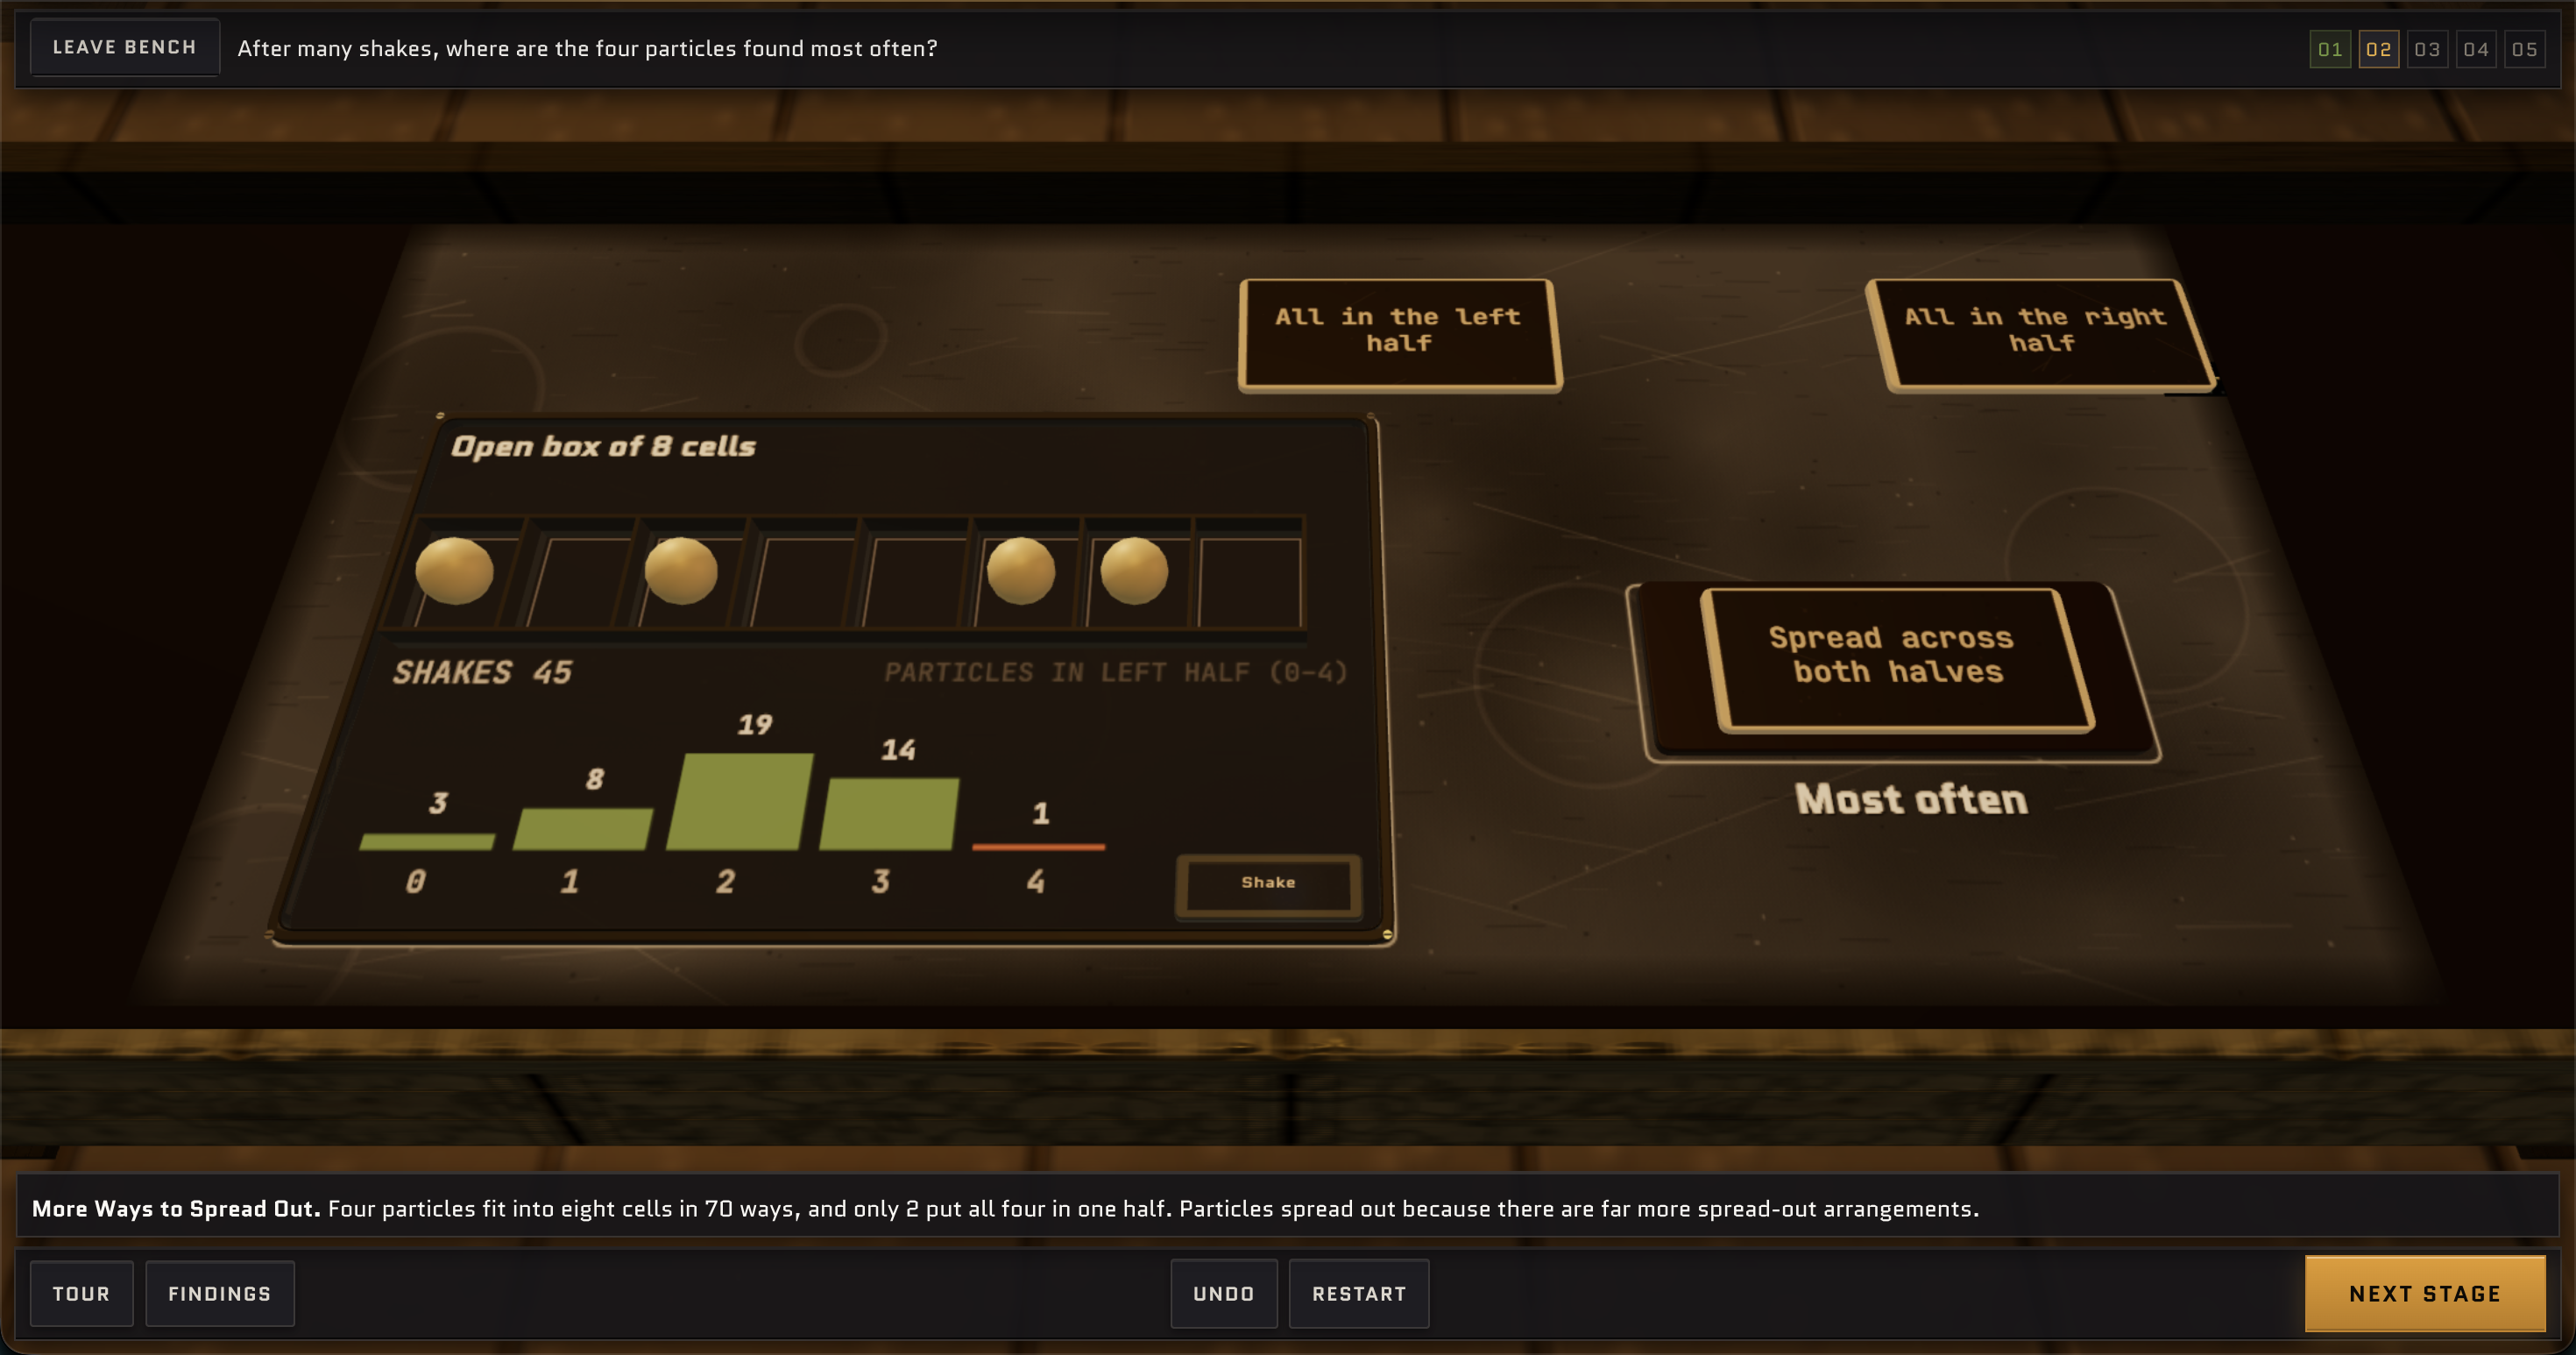 LEAVE BENCH
After many shakes, where are the four particles found most often?
01 02 03 04 05
All in the left
half
All in the right
half
Open box of 8 cells
SHAKES 45
PARTICLES IN LEFT HALF (0–4)
3 8 19 14 1
0 1 2 3 4
Shake
Spread across
both halves
Most often
More Ways to Spread Out. Four particles fit into eight cells in 70 ways, and only 2 put all four in one half. Particles spread out because there are far more spread-out arrangements.
TOUR
FINDINGS
UNDO
RESTART
NEXT STAGE